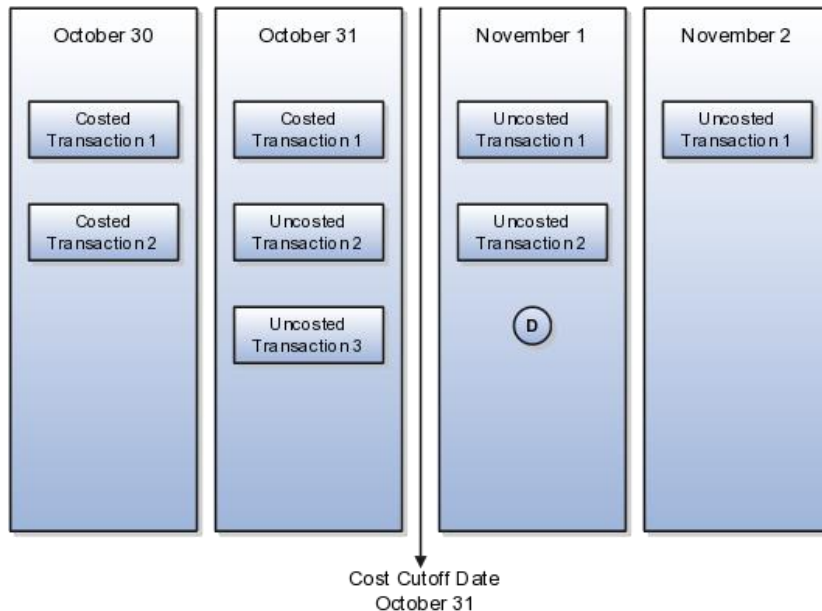 October 30
Costed
Transaction 1
Costed
Transaction 2
October 31
Costed
Transaction 1
Uncosted
Transaction 2
Uncosted
Transaction 3
November 1
Uncosted
Transaction 1
Uncosted
Transaction 2
D
November 2
Uncosted
Transaction 1
Cost Cutoff Date
October 31